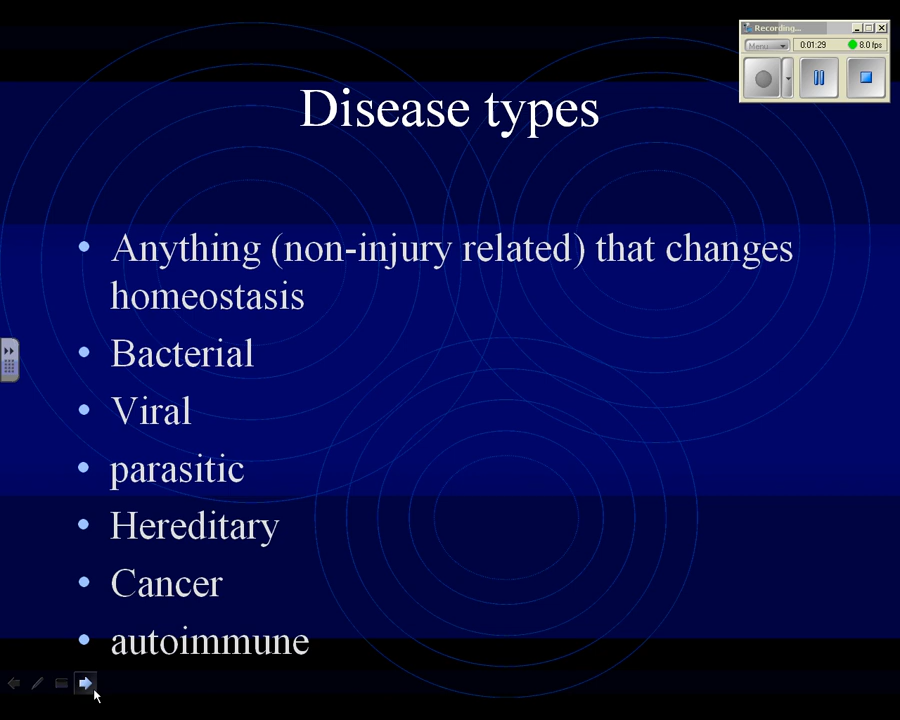 Recording...
Menu
0:01:29
8.0 fps
Disease types
• Anything (non-injury related) that changes
homeostasis
• Bacterial
• Viral
• parasitic
• Hereditary
• Cancer
• autoimmune